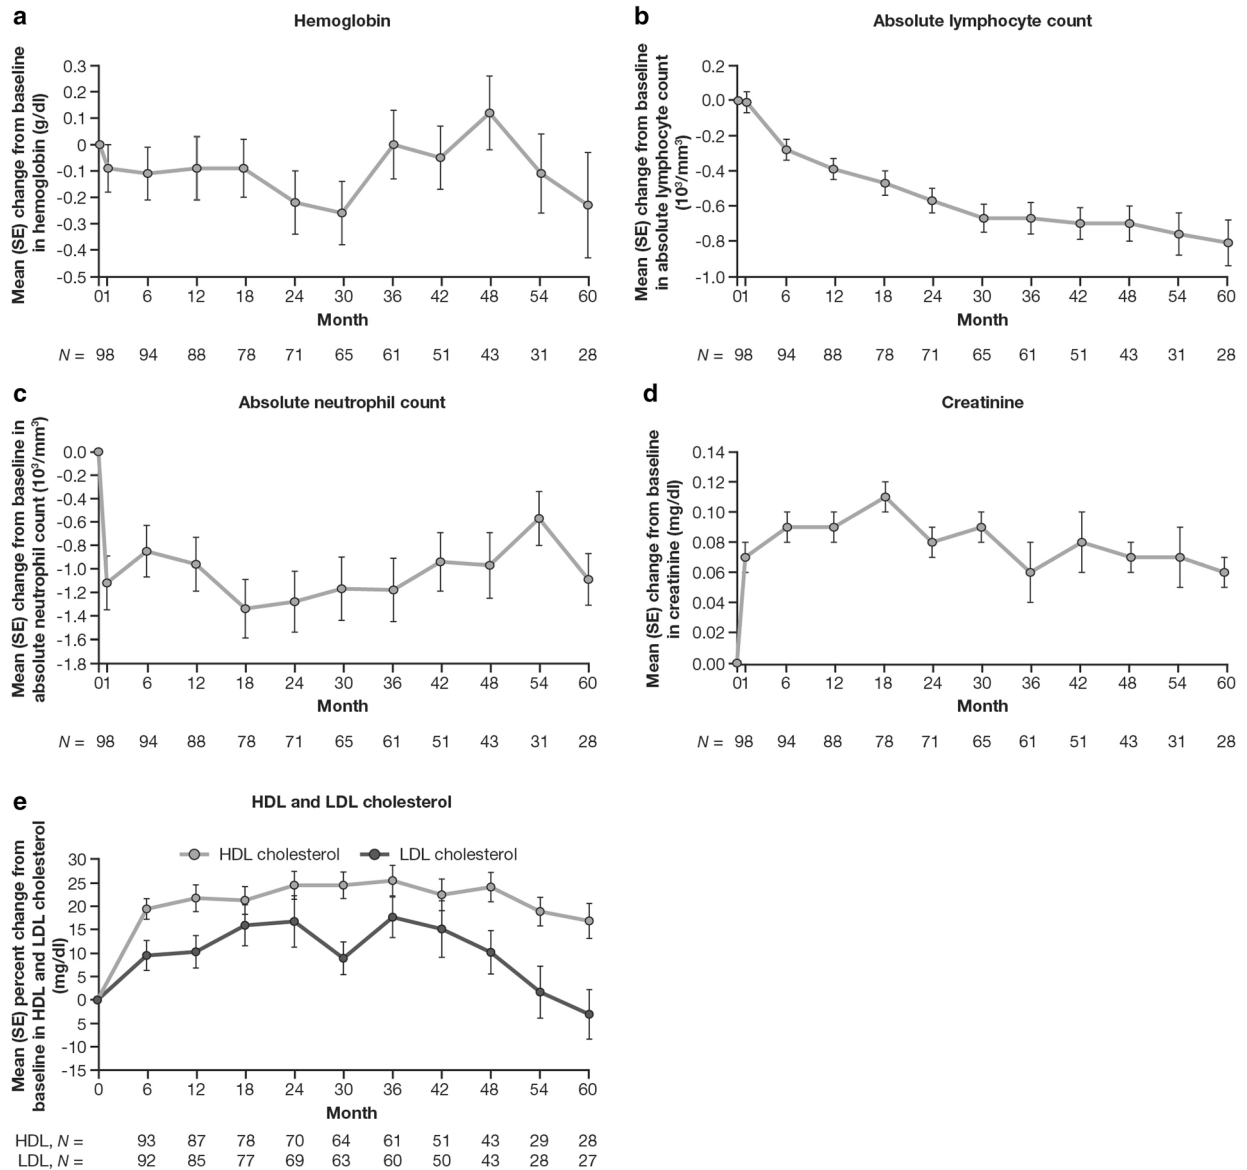 a
Hemoglobin
Mean (SE) change from baseline
in hemoglobin (g/dl)
0.3
0.2
0.1
0
-0.1
-0.2
-0.3
-0.4
-0.5
01 6 12 18 24 30 36 42 48 54 60
Month
N = 98 94 88 78 71 65 61 51 43 31 28
b
Absolute lymphocyte count
Mean (SE) change from baseline
in absolute lymphocyte count
(10³/mm³)
0.2
0.0
-0.2
-0.4
-0.6
-0.8
-1.0
01 6 12 18 24 30 36 42 48 54 60
Month
N = 98 94 88 78 71 65 61 51 43 31 28
c
Absolute neutrophil count
Mean (SE) change from baseline in
absolute neutrophil count (10³/mm³)
0.0
-0.2
-0.4
-0.6
-0.8
-1.0
-1.2
-1.4
-1.6
-1.8
01 6 12 18 24 30 36 42 48 54 60
Month
N = 98 94 88 78 71 65 61 51 43 31 28
d
Creatinine
Mean (SE) change from baseline
in creatinine (mg/dl)
0.14
0.12
0.10
0.08
0.06
0.04
0.02
0.00
01 6 12 18 24 30 36 42 48 54 60
Month
N = 98 94 88 78 71 65 61 51 43 31 28
e
HDL and LDL cholesterol
Mean (SE) percent change from
baseline in HDL and LDL cholesterol
(mg/dl)
HDL cholesterol LDL cholesterol
30
25
20
15
10
5
0
5
-10
-15
0 6 12 18 24 30 36 42 48 54 60
Month
HDL, N = 93 87 78 70 64 61 51 43 29 28
LDL, N = 92 85 77 69 63 60 50 43 28 27